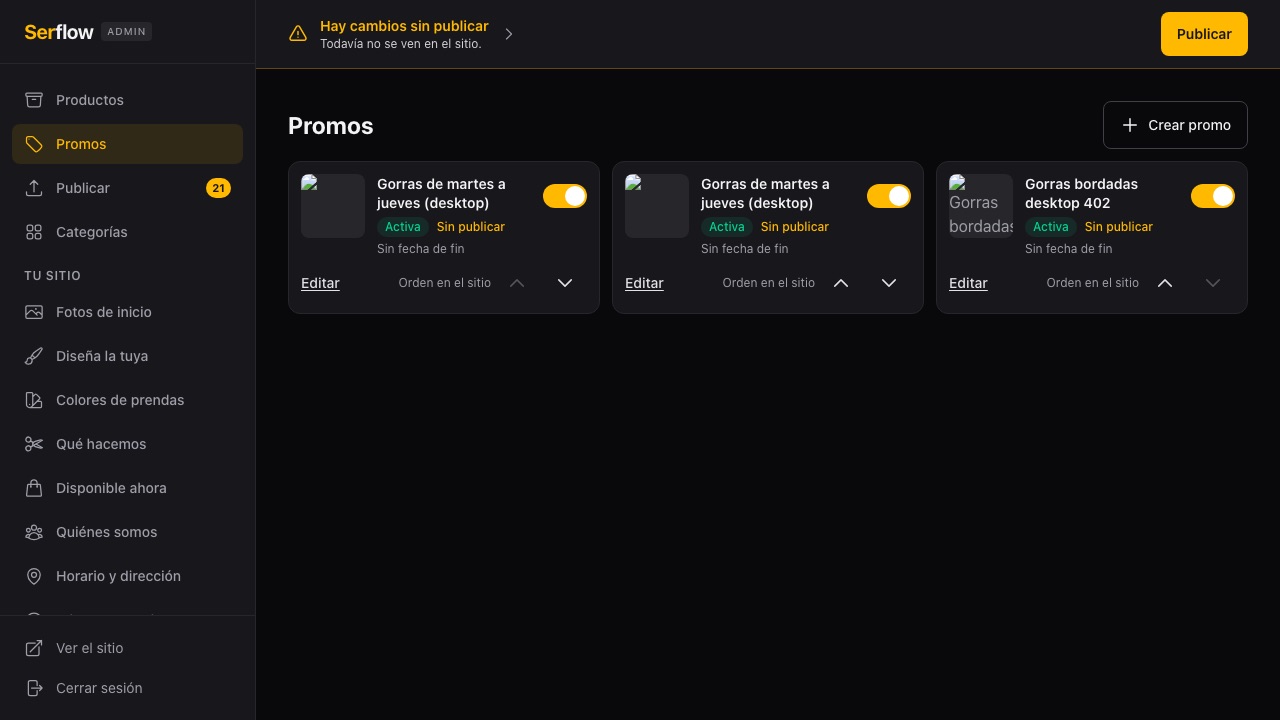 Serflow ADMIN
Hay cambios sin publicar
Todavía no se ven en el sitio.
Publicar
Productos
Promos
Publicar 21
Categorías
TU SITIO
Fotos de inicio
Diseña la tuya
Colores de prendas
Qué hacemos
Disponible ahora
Quiénes somos
Horario y dirección
Ver el sitio
Cerrar sesión
Promos
Crear promo
Gorras de martes a
jueves (desktop)
Activa Sin publicar
Sin fecha de fin
Editar Orden en el sitio
Gorras de martes a
jueves (desktop)
Activa Sin publicar
Sin fecha de fin
Editar Orden en el sitio
Gorras
bordadas
Gorras bordadas
desktop 402
Activa Sin publicar
Sin fecha de fin
Editar Orden en el sitio